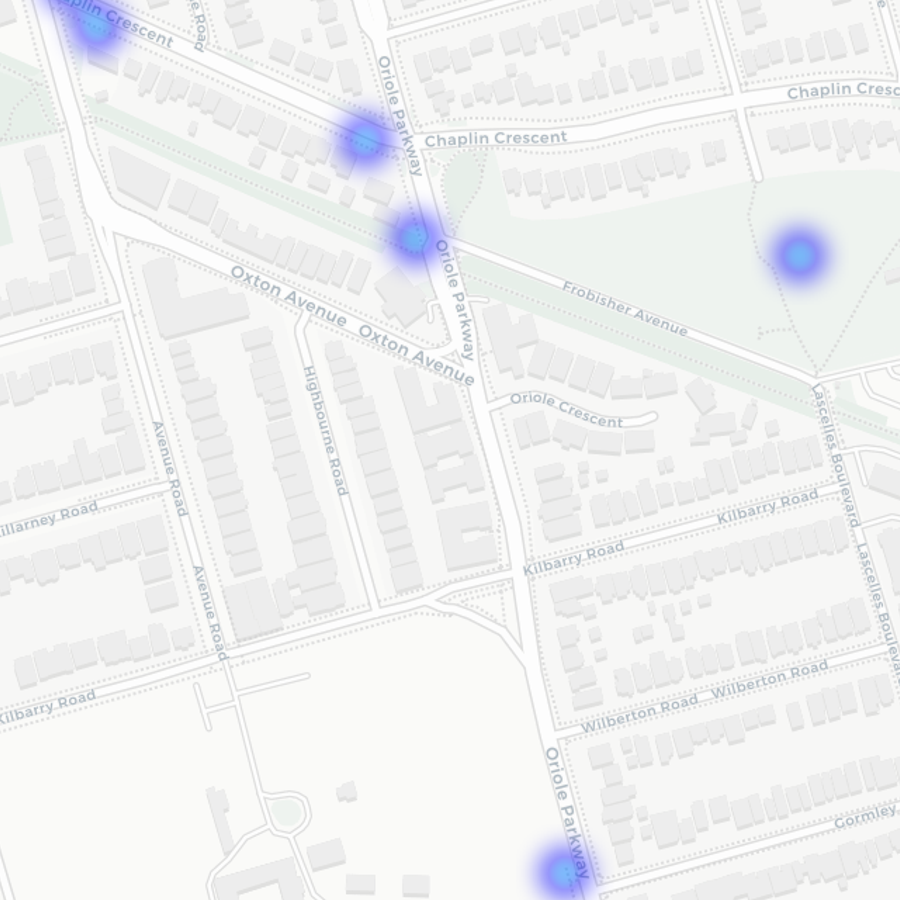 Chaplin Crescent
Oriole Parkway
Chaplin Crescent
Chaplin Cresc
Oriole Parkway
Oxton Avenue
Oxton Avenue
Frobisher Avenue
Highbourne Road
Oriole Crescent
Lascelles Boulevard
Avenue Road
illarney Road
Kilbarry Road
Kilbarry Road
Lascelles Boulevard
Avenue Road
Kilbarry Road
Wilberton Road
Wilberton Road
Oriole Parkway
Gormley